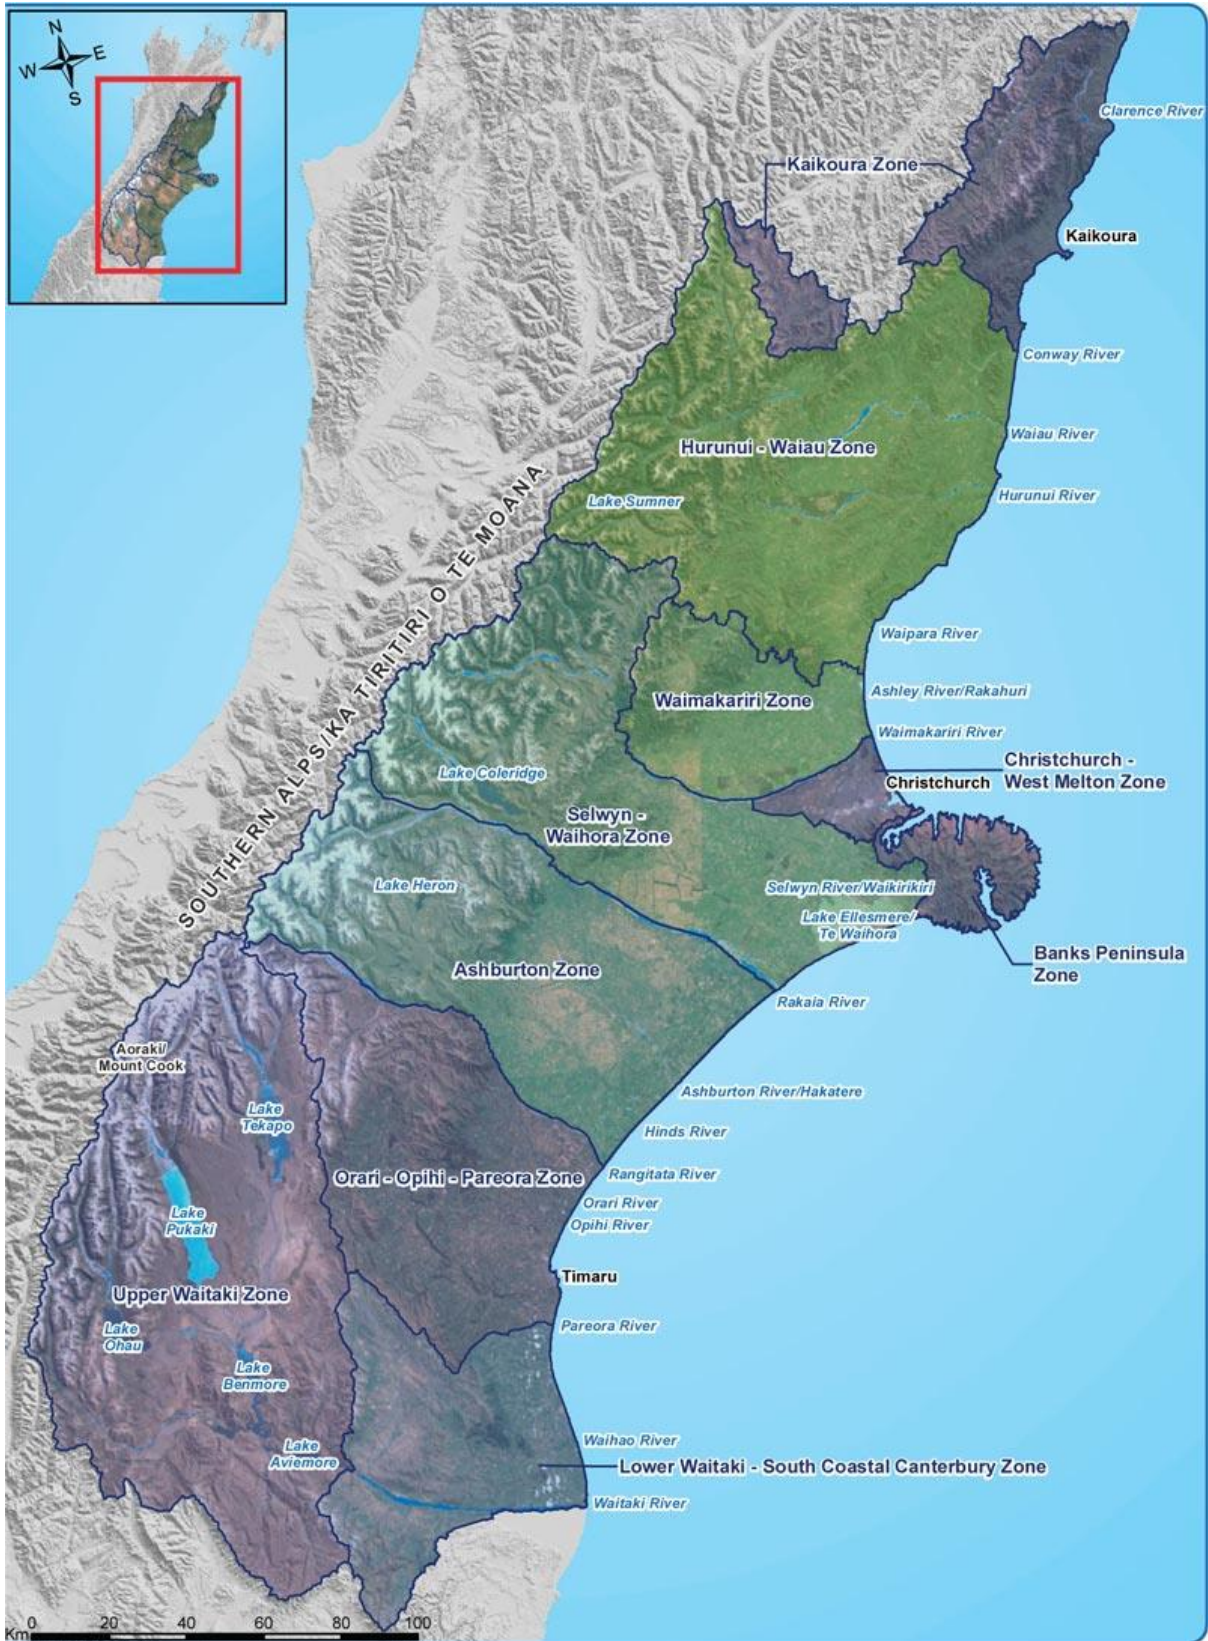 N
W E
S
Clarence River
Kaikoura Zone
Kaikoura
Conway River
Waiau River
Hurunui - Waiau Zone
Lake Sumner
Hurunui River
SOUTHERN ALPS/KA TIRITIRI O TE MOANA
Waipara River
Waimakariri Zone
Ashley River/Rakahuri
Waimakariri River
Christchurch -
West Melton Zone
Christchurch
Lake Coleridge
Selwyn -
Waihora Zone
Lake Heron
Selwyn River/Waikirikiri
Lake Ellesmere/
Te Waihora
Banks Peninsula
Zone
Ashburton Zone
Rakaia River
Aoraki/
Mount Cook
Ashburton River/Hakatere
Lake
Tekapo
Hinds River
Orari - Opihi - Pareora Zone
Rangitata River
Orari River
Lake
Pukaki
Opihi River
Timaru
Upper Waitaki Zone
Pareora River
Lake
Ohau
Lake
Benmore
Waihao River
Lake
Aviemore
Lower Waitaki - South Coastal Canterbury Zone
Waitaki River
Km 0 20 40 60 80 100